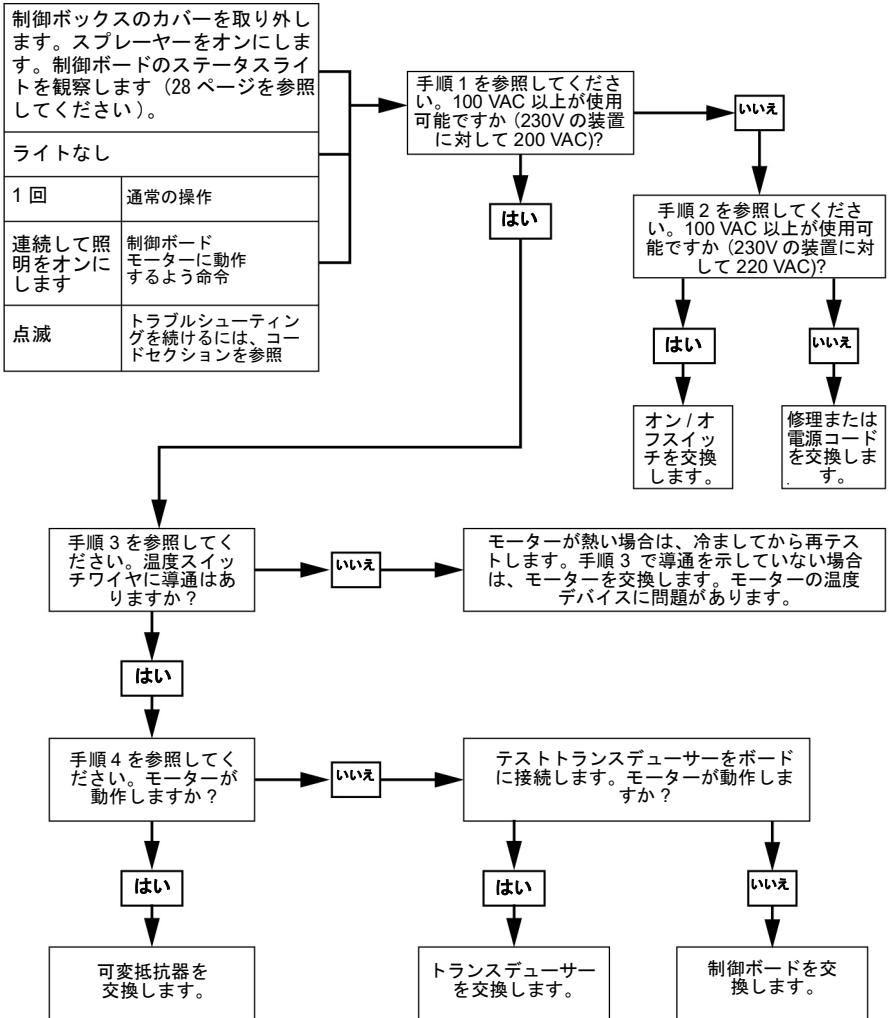 制御ボックスのカバーを取り外し
ます。スプレーヤーをオンにしま
す。制御ボードのステータスライ
トを観察します（28 ページを参照
してください）。
ライトなし
1 回
通常の操作
連続して照
明をオンに
します
制御ボード
モーターに動作
するよう命令
点滅
トラブルシューティン
グを続けるには、コー
ドセクションを参照
手順 1 を参照してくださ
い。100 VAC 以上が使用
可能ですか (230V の装置
に対して 200 VAC)?
いいえ
はい
手順 2 を参照してくださ
い。100 VAC 以上が使用可
能ですか (230V の装置に対
して 220 VAC)?
はい
いいえ
オン / オ
フスイッ
チを交換
します。
修理または
電源コード
を交換しま
す。
手順 3 を参照してく
ださい。温度スイッ
チワイヤに導通はあ
りますか ?
いいえ
モーターが熱い場合は、冷ましてから再テス
トします。手順 3 で導通を示していない場合
は、モーターを交換します。モーターの温度
デバイスに問題があります。
はい
手順 4 を参照してく
ださい。モーターが
動作しますか ?
いいえ
テストトランスデューサーをボード
に接続します。モーターが動作しま
すか ?
はい
はい
いいえ
可変抵抗器を
交換します。
トランスデューサー
を交換します。
制御ボードを交
換します。